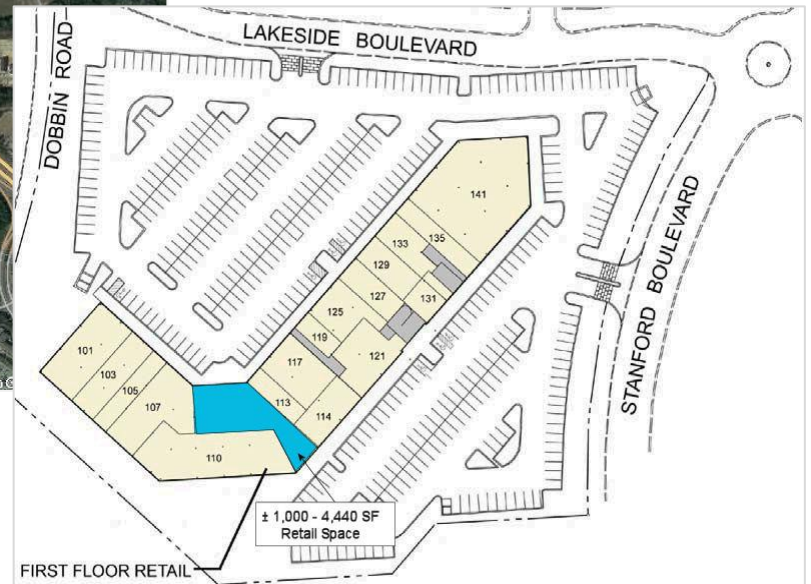 LAKESIDE BOULEVARD
DOBBIN ROAD
STANFORD BOULEVARD
141
133
135
129
127
131
125
119
121
117
113
114
101
103
105
107
110
± 1,000 - 4,440 SF
Retail Space
FIRST FLOOR RETAIL